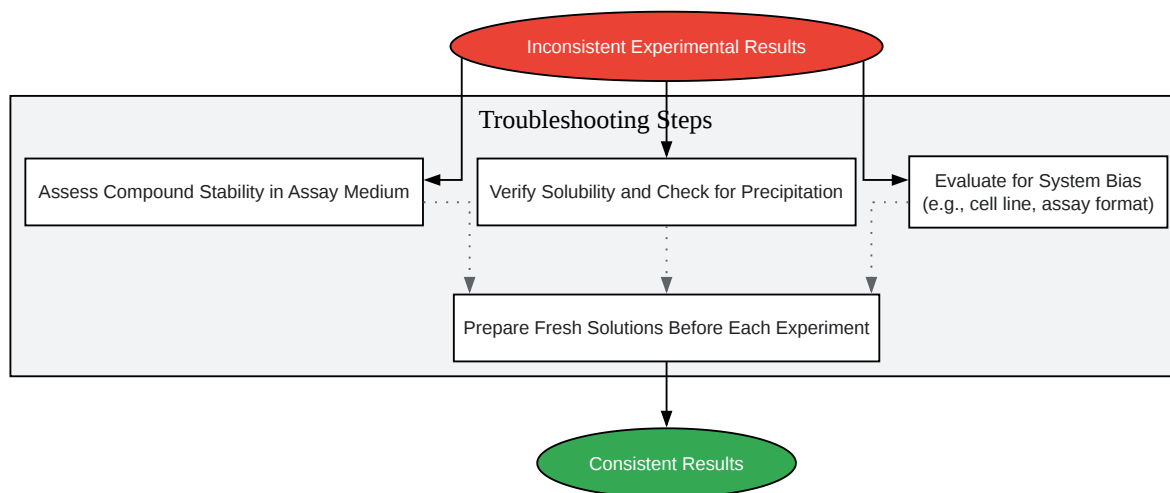 Inconsistent Experimental Results
Troubleshooting Steps
Assess Compound Stability in Assay Medium
Verify Solubility and Check for Precipitation
Evaluate for System Bias
(e.g., cell line, assay format)
Prepare Fresh Solutions Before Each Experiment
Consistent Results